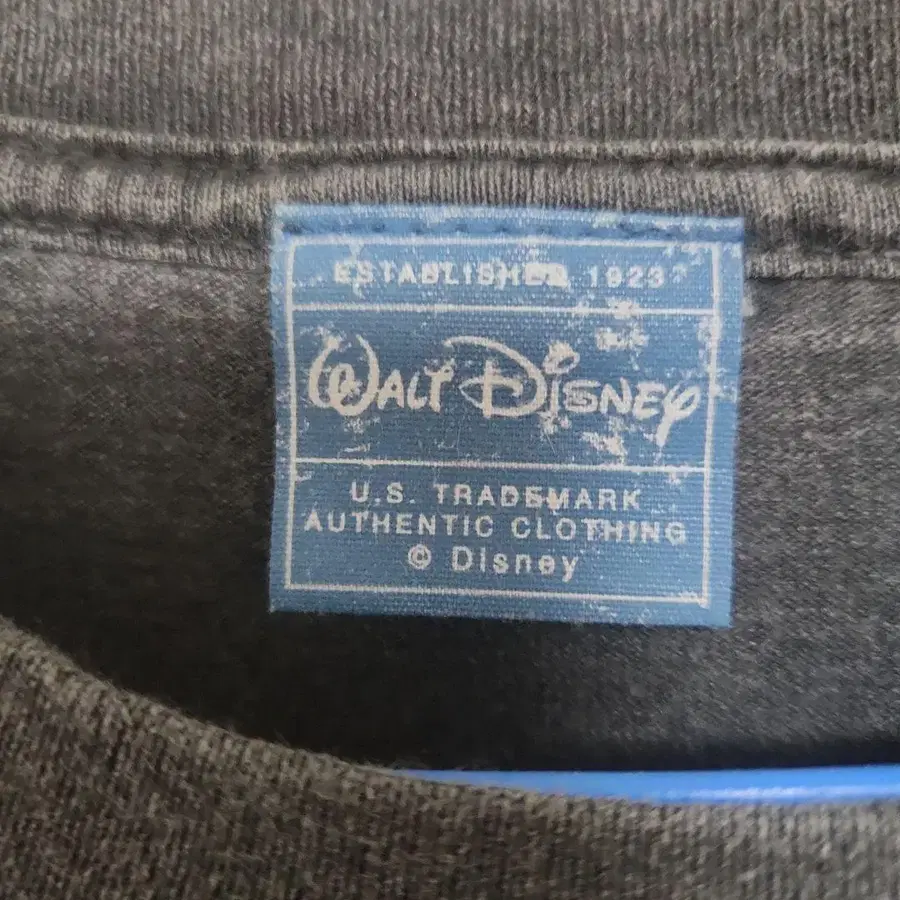 ESTABLISHED 1923
WALT DISNEY
U.S. TRADEMARK
AUTHENTIC CLOTHING
© Disney